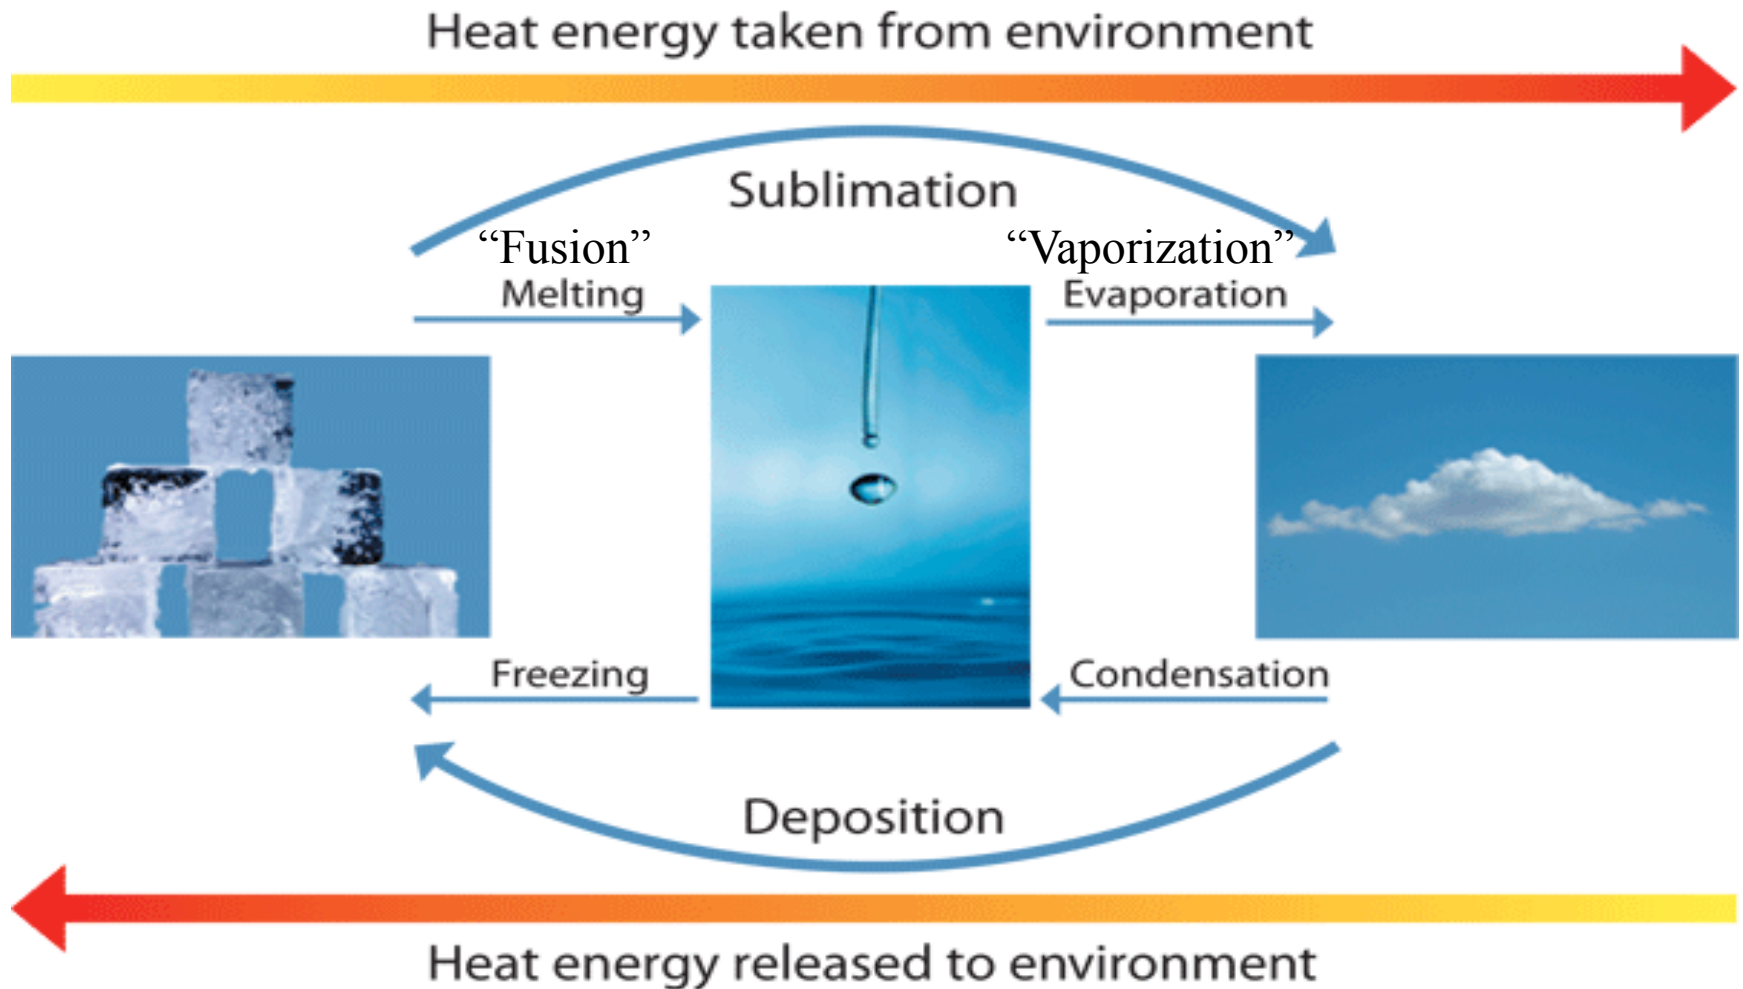 Heat energy taken from environment
Sublimation
“Fusion”
“Vaporization”
Melting
Evaporation
Freezing
Condensation
Deposition
Heat energy released to environment